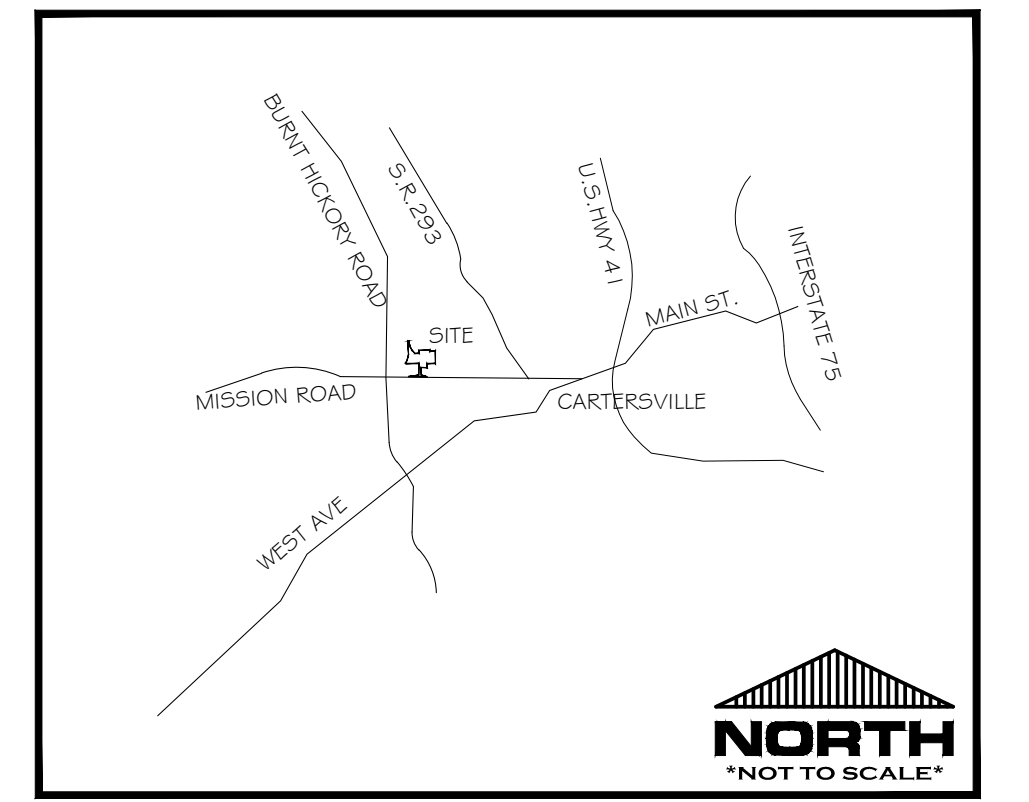 BURNT HICKORY ROAD
S.R.293
U.S.HWY 41
INTERSTATE 75
MAIN ST.
SITE
MISSION ROAD
CARTERSVILLE
WEST AVE
NORTH
*NOT TO SCALE*